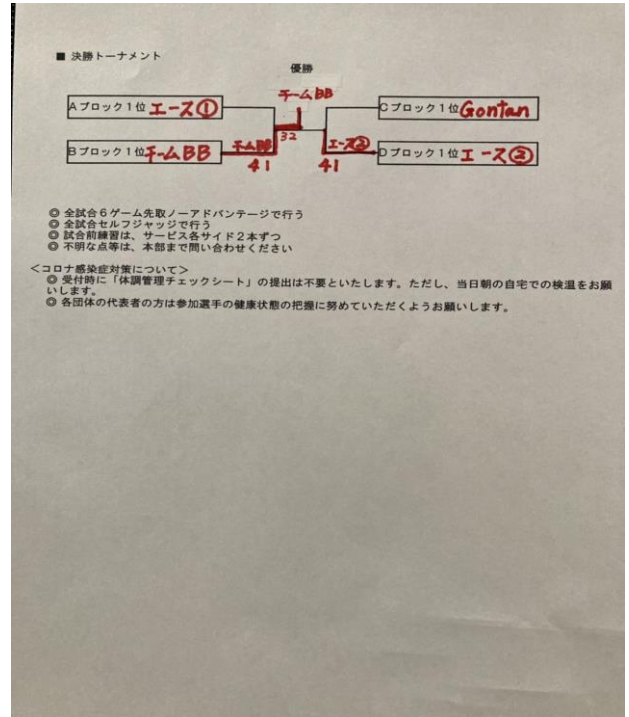 ■ 決勝トーナメント
優勝
チームBB
Aブロック1位 エース①
Cブロック1位 Gontan
32
Bブロック1位 チームBB
チームBB
エース②
Dブロック1位 エース②
41
41
◎ 全試合6ゲーム先取ノーアドバンテージで行う
◎ 全試合セルフジャッジで行う
◎ 試合前練習は、サービス各サイド2本ずつ
◎ 不明な点等は、本部まで問い合わせください
<コロナ感染症対策について>
◎ 受付時に「体調管理チェックシート」の提出は不要といたします。ただし、当日朝の自宅での検温をお願
いします。
◎ 各団体の代表者の方は参加選手の健康状態の把握に努めていただくようお願いします。